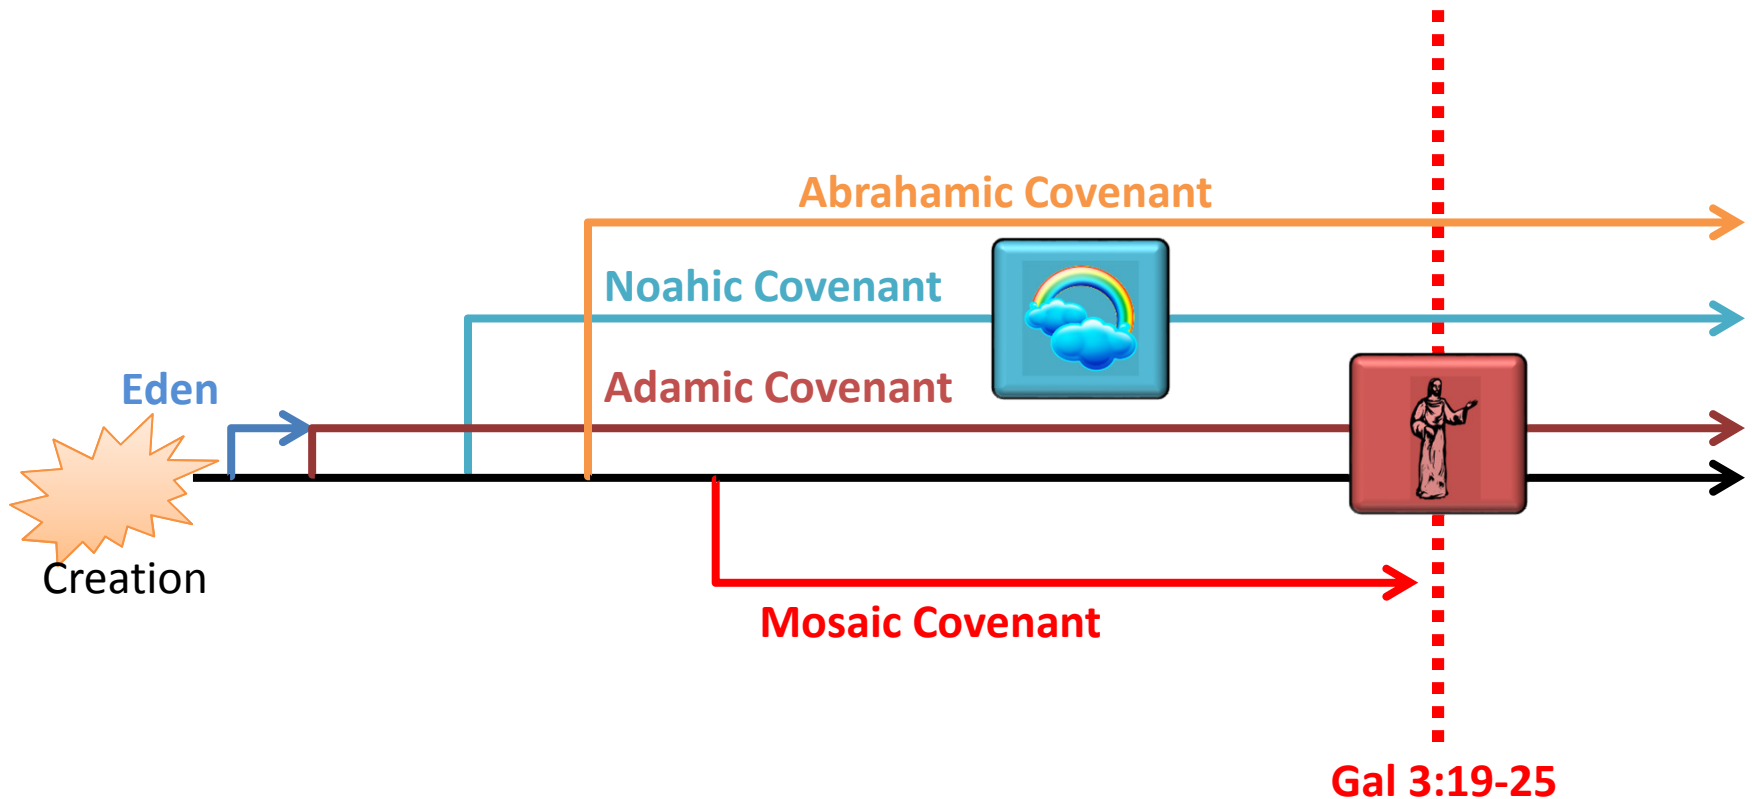 Abrahamic Covenant
Noahic Covenant
Eden
Adamic Covenant
Creation
Mosaic Covenant
Gal 3:19-25